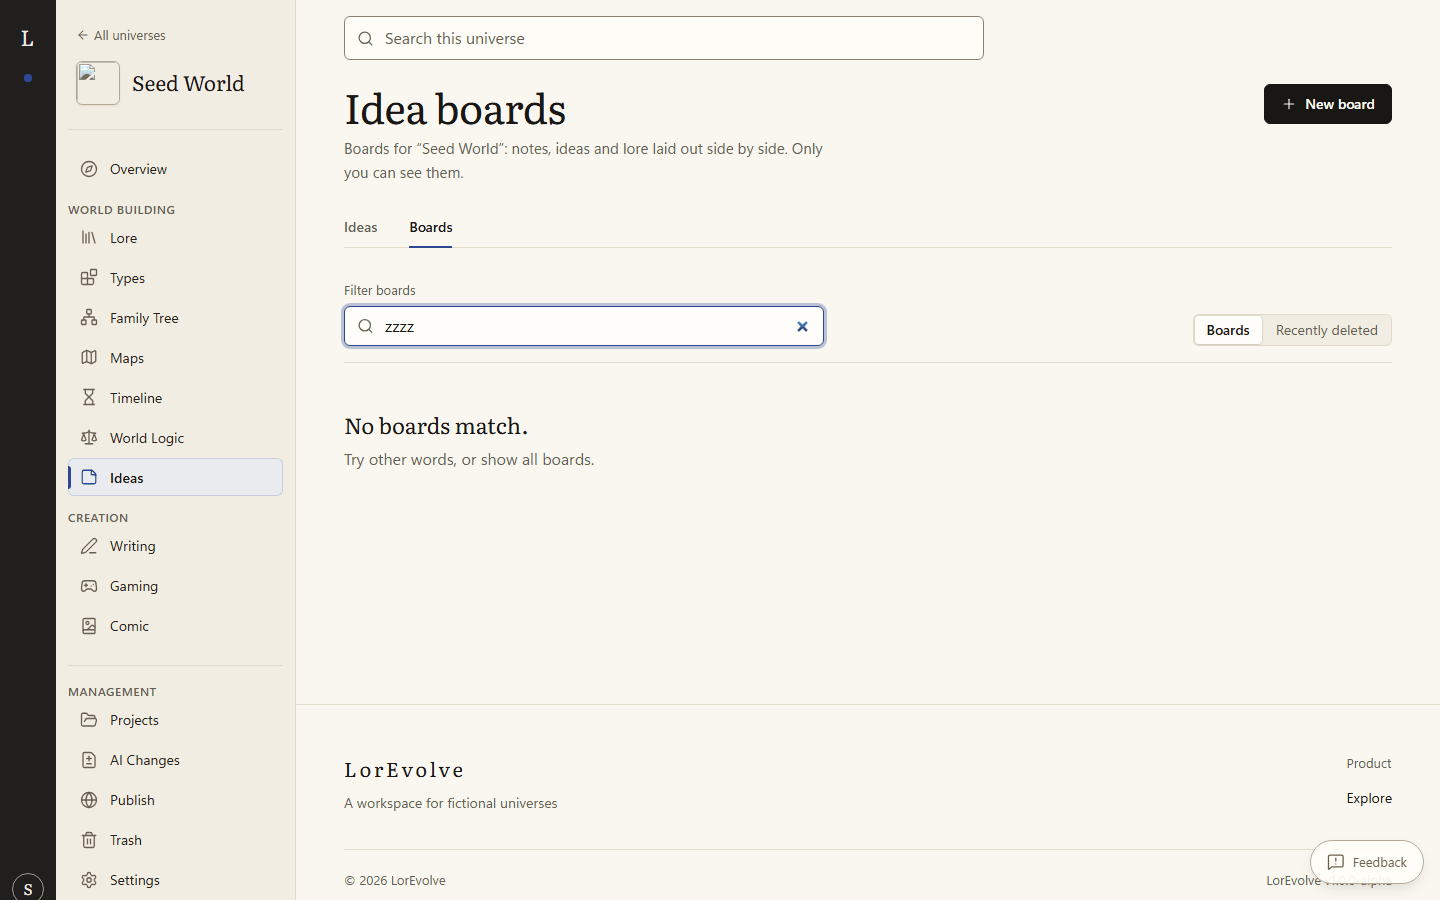 L
← All universes
Seed World
Overview
WORLD BUILDING
Lore
Types
Family Tree
Maps
Timeline
World Logic
Ideas
CREATION
Writing
Gaming
Comic
MANAGEMENT
Projects
AI Changes
Publish
Trash
Settings
S
Search this universe
Idea boards
New board
Boards for “Seed World”: notes, ideas and lore laid out side by side. Only
you can see them.
Ideas
Boards
Filter boards
zzzz
Boards
Recently deleted
No boards match.
Try other words, or show all boards.
LorEvolve
A workspace for fictional universes
Product
Explore
© 2026 LorEvolve
LorEvolve
Feedback